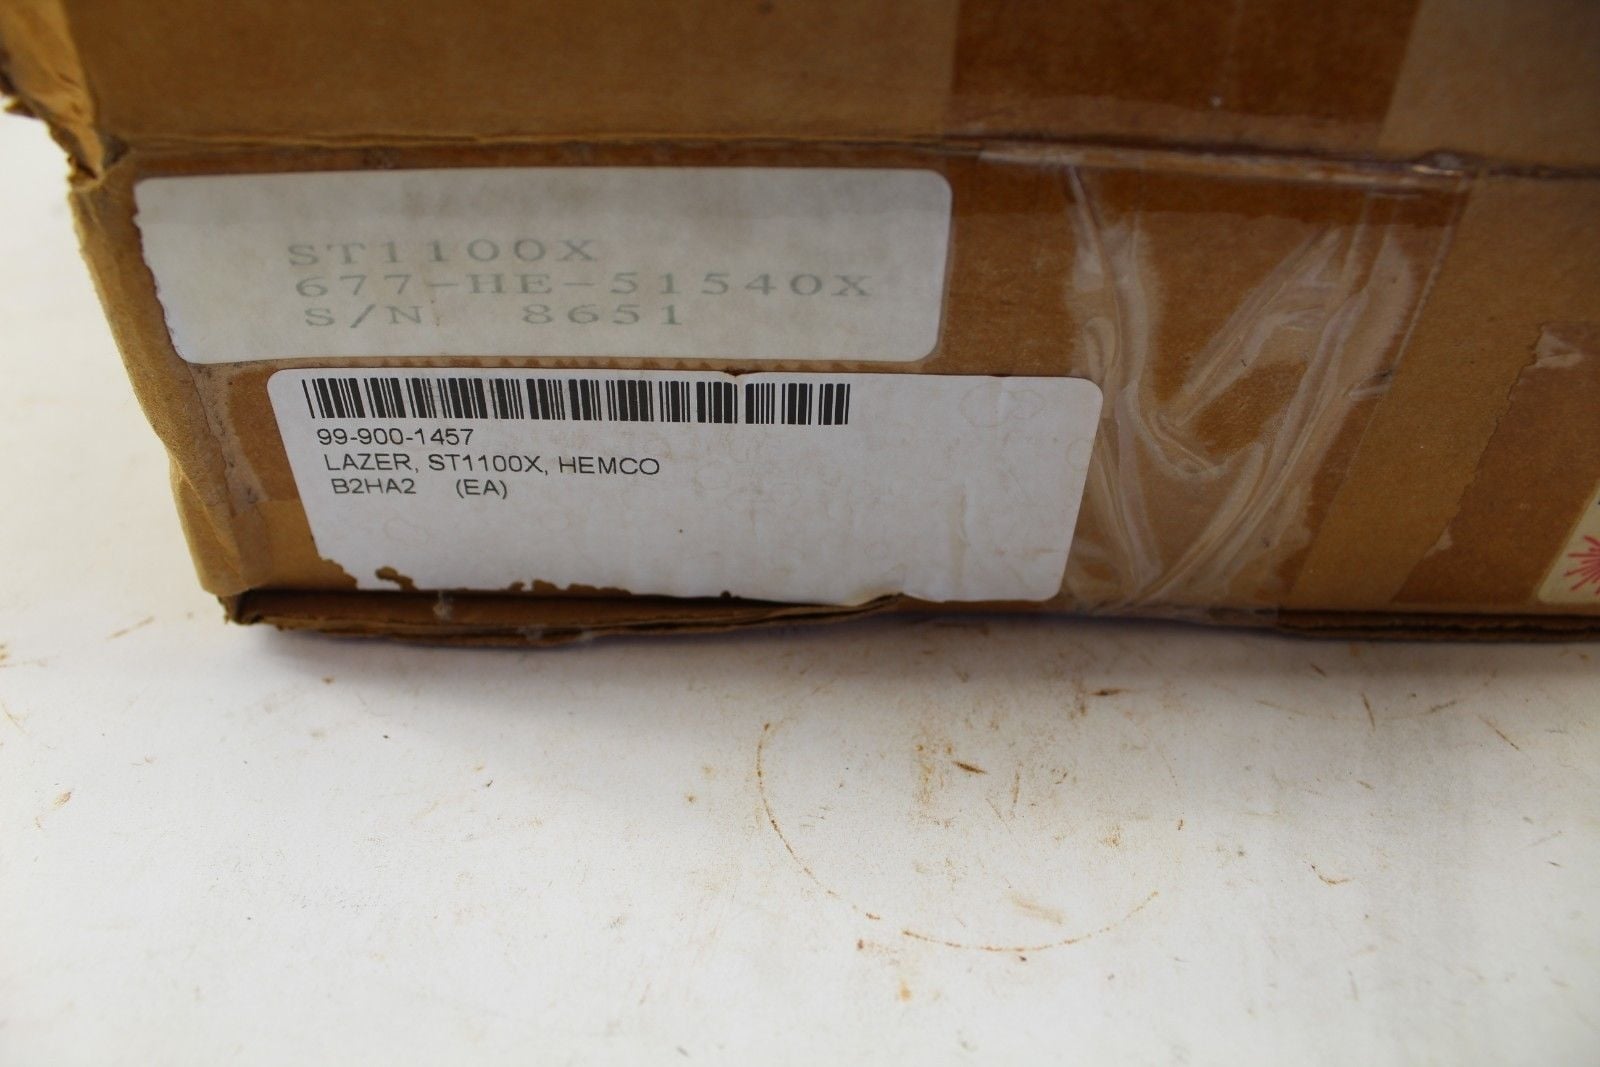 ST1100X
677-HE-51540X
S/N 8651
99-900-1457
LAZER, ST1100X, HEMCO
B2HA2 (EA)